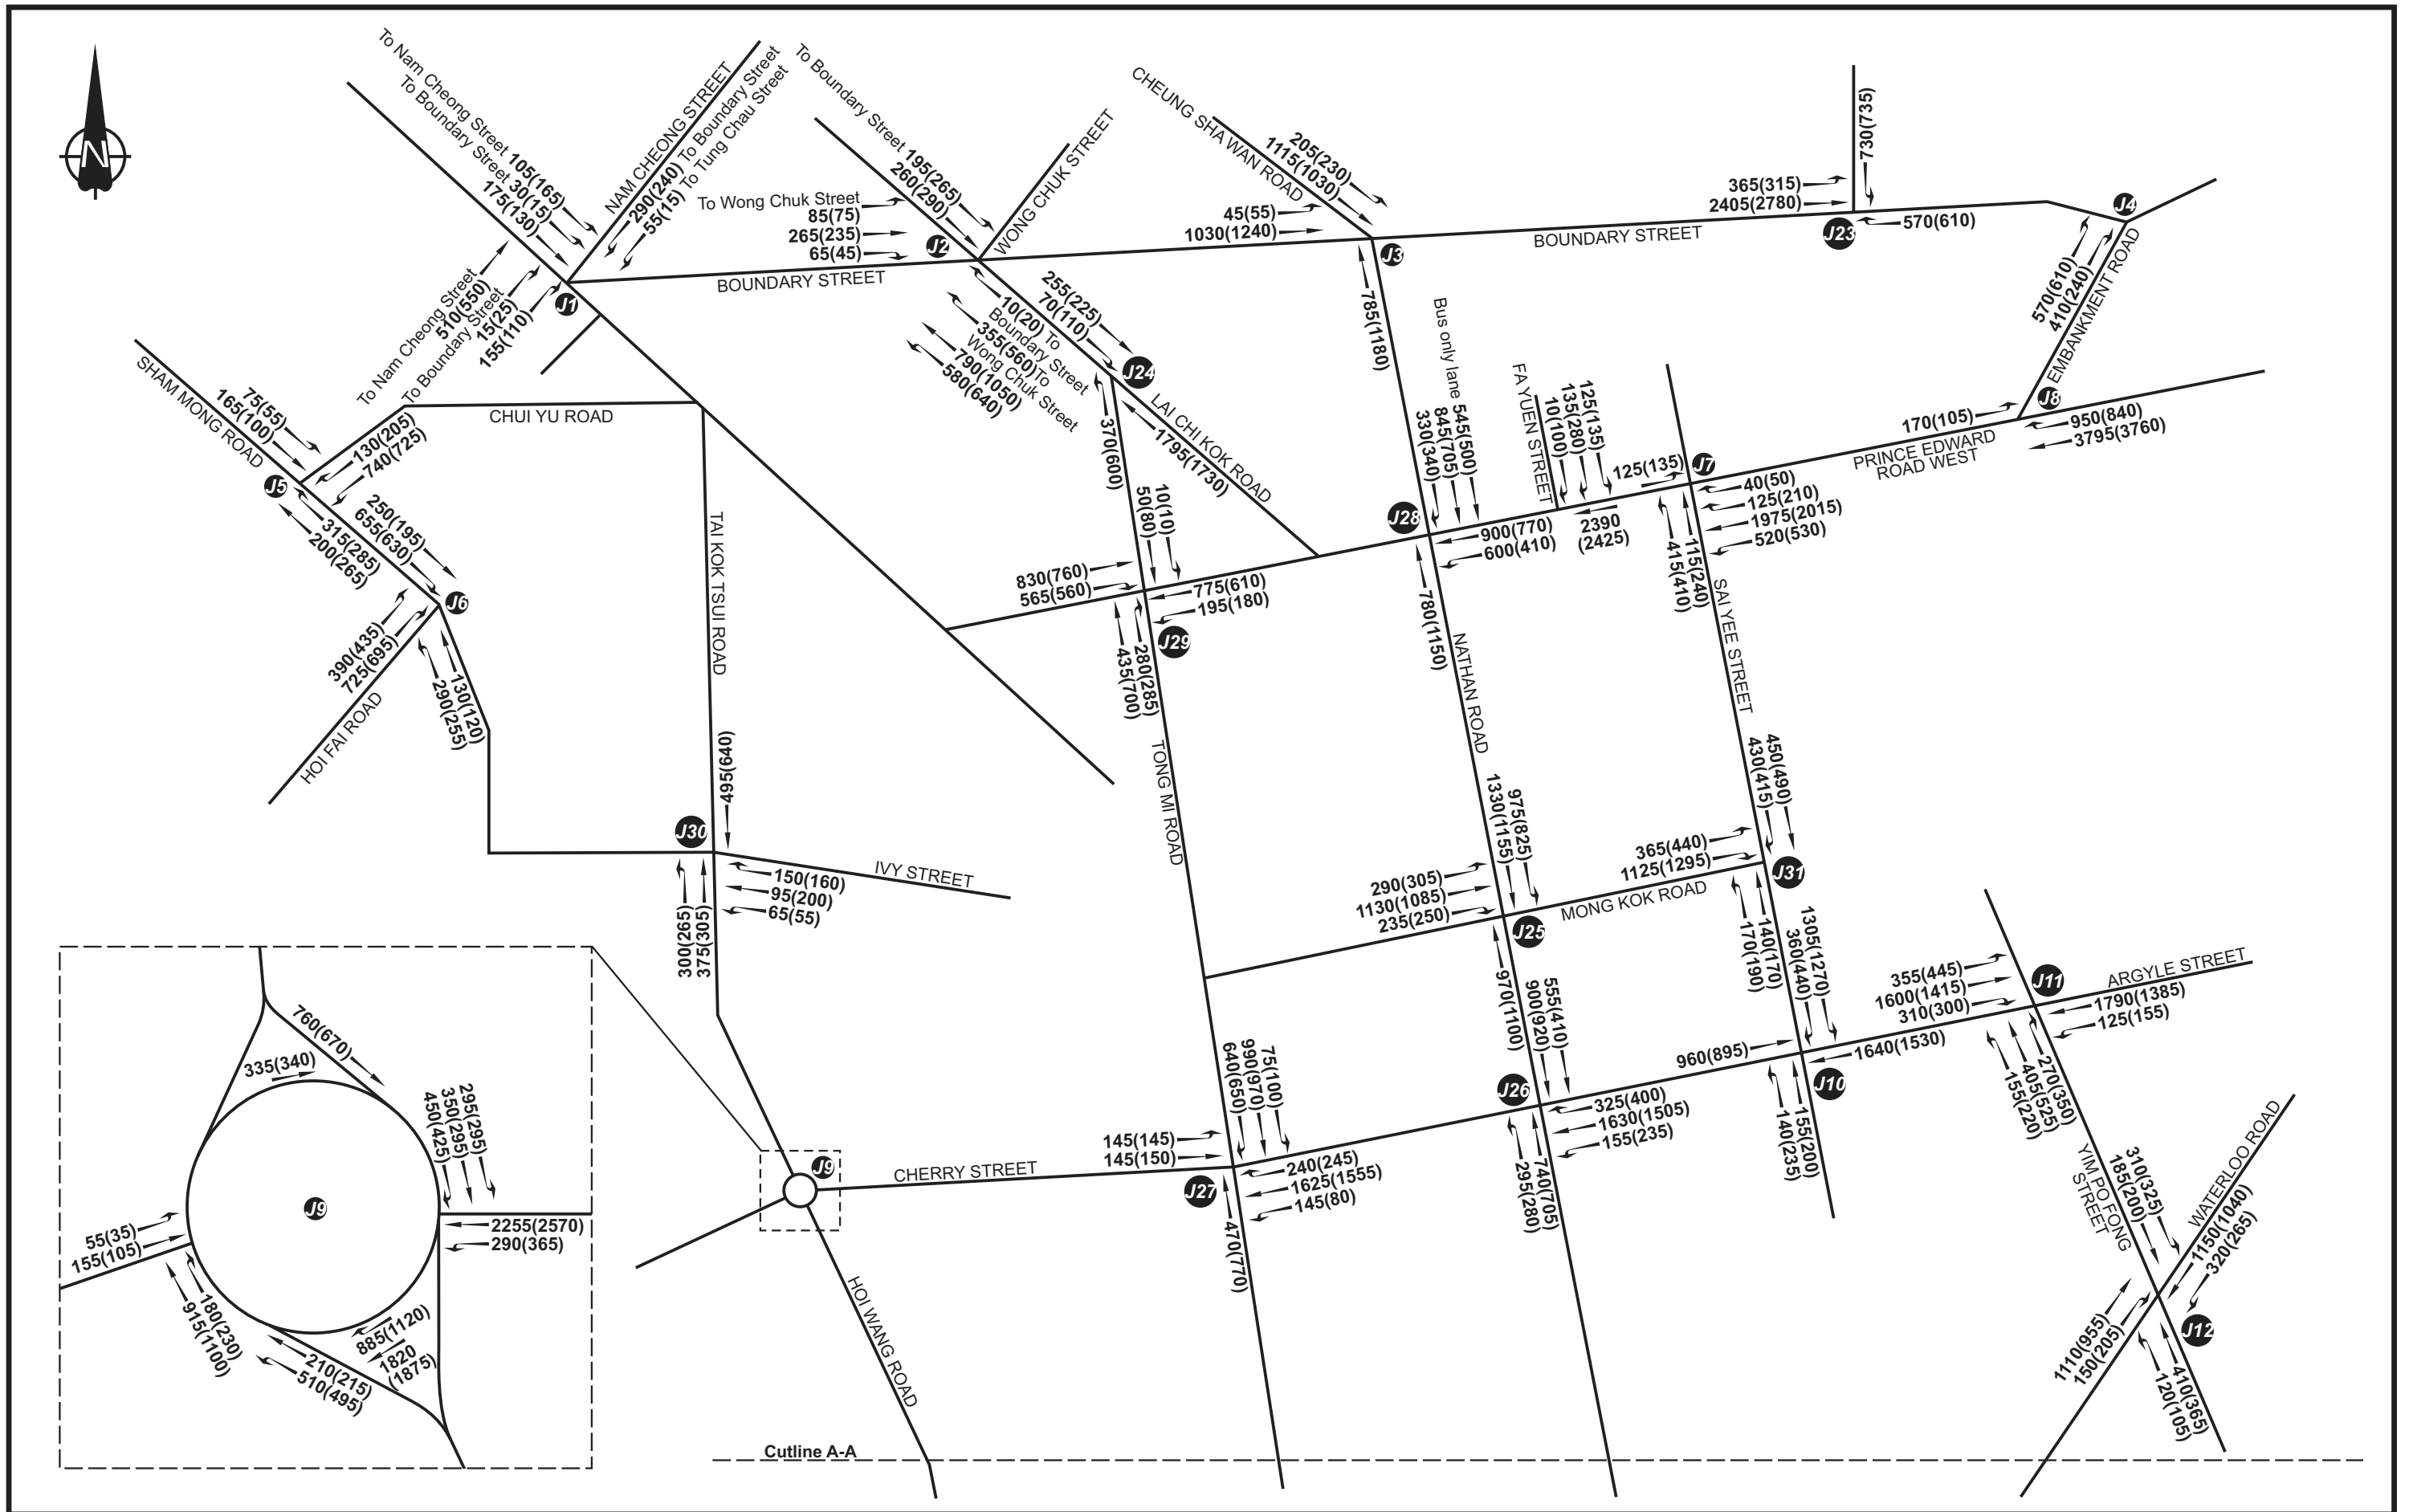 N
To Nam Cheong Street 105(165)
To Boundary Street 30(15)
175(130)
NAM CHEONG STREET
290(240) To Boundary Street
55(15) To Tung Chau Street
To Boundary Street 195(265)
260(290)
WONG CHUK STREET
To Wong Chuk Street
85(75)
265(235)
65(45)
J2
BOUNDARY STREET
J1
To Nam Cheong Street
510(550)
15(25)
To Boundary Street
155(110)
CHEUNG SHA WAN ROAD
205(230)
1115(1030)
45(55)
1030(1240)
J3
BOUNDARY STREET
365(315)
2405(2780)
730(735)
J23
570(610)
J4
570(610)
410(240)
EMBANKMENT ROAD
J8
170(105)
950(840)
3795(3760)
PRINCE EDWARD
ROAD WEST
255(225)
70(110)
J24
10(20) To
Boundary Street
355(560)To
Wong Chuk Street
790(1050)
580(640)
LAI CHI KOK ROAD
1795(1730)
370(600)
785(1180)
Bus only lane 545(500)
845(705)
330(340)
FA YUEN STREET
125(135)
135(280)
10(100)
125(135)
J7
40(50)
125(210)
1975(2015)
520(530)
J28
900(770)
600(410)
2390
(2425)
115(240)
415(410)
SAI YEE STREET
SHAM MONG ROAD
75(55)
165(100)
CHUI YU ROAD
130(205)
740(725)
J5
250(195)
655(630)
315(285)
200(265)
J6
390(435)
725(695)
HOI FAI ROAD
130(120)
290(255)
TAI KOK TSUI ROAD
495(640)
J30
IVY STREET
150(160)
95(200)
65(55)
300(265)
375(305)
10(10)
50(80)
830(760)
565(560)
775(610)
195(180)
J29
280(285)
435(700)
TONG MI ROAD
780(1150)
NATHAN ROAD
975(825)
1330(1155)
290(305)
1130(1085)
235(250)
J25
MONG KOK ROAD
365(440)
1125(1295)
450(490)
430(415)
J31
140(170)
170(190)
1305(1270)
360(440)
970(1100)
555(410)
900(920)
J26
325(400)
1630(1505)
155(235)
740(705)
295(280)
960(895)
1640(1530)
J10
155(200)
140(235)
355(445)
1600(1415)
310(300)
J11
ARGYLE STREET
1790(1385)
125(155)
270(350)
405(525)
155(220)
YIM PO FONG
STREET
310(325)
185(200)
WATERLOO ROAD
1150(1040)
320(265)
1110(955)
150(205)
J12
410(365)
120(105)
75(100)
990(970)
640(650)
145(145)
145(150)
J27
240(245)
1625(1555)
145(80)
470(770)
CHERRY STREET
J9
HOI WANG ROAD
760(670)
335(340)
295(295)
350(295)
450(425)
J9
55(35)
155(105)
2255(2570)
290(365)
180(230)
915(1100)
885(1120)
1820
(1875)
210(215)
510(495)
Cutline A-A